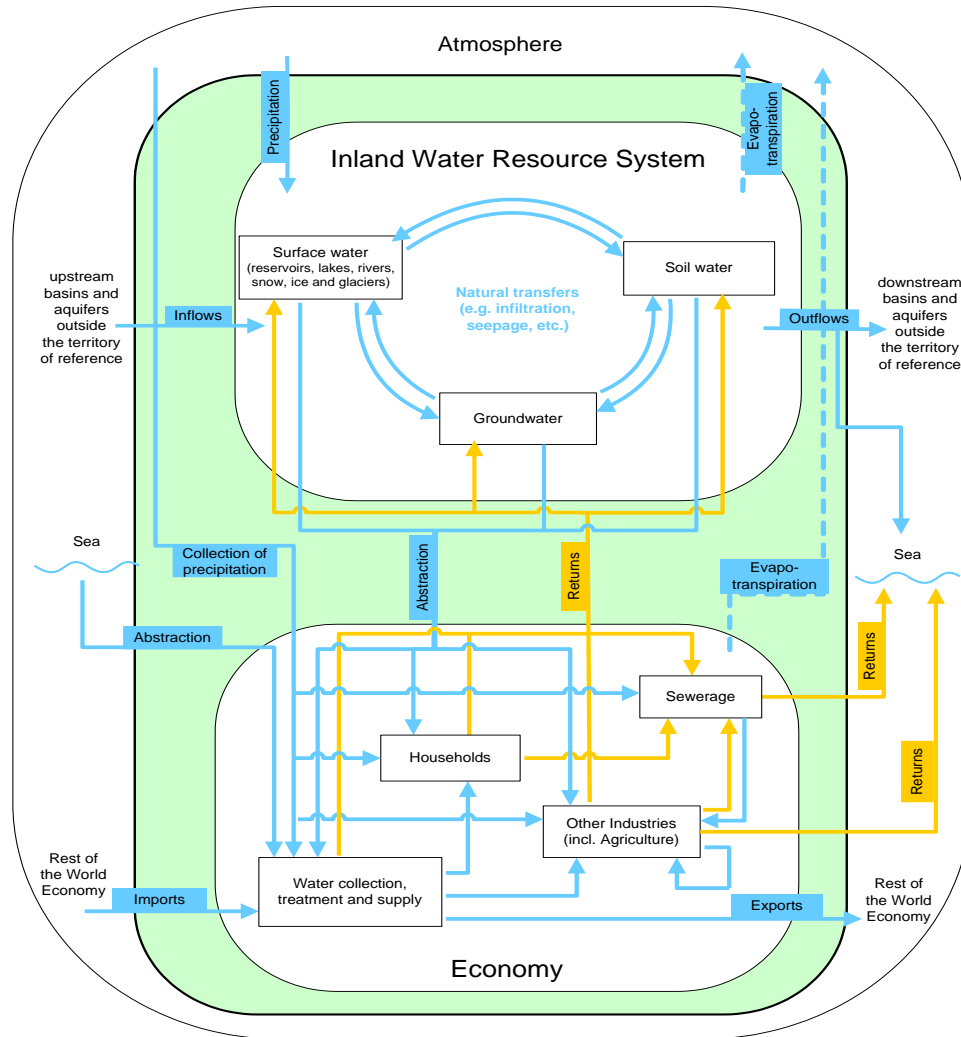 Atmosphere
Precipitation
Evapo-
transpiration
Inland Water Resource System
Surface water
(reservoirs, lakes, rivers,
snow, ice and glaciers)
Soil water
Natural transfers
(e.g. infiltration,
seepage, etc.)
upstream
basins and
aquifers
outside
the territory
of reference
Inflows
Outflows
downstream
basins and
aquifers
outside
the territory
of reference
Groundwater
Sea
Collection of
precipitation
Abstraction
Returns
Evapo-
transpiration
Sea
Abstraction
Sewerage
Returns
Households
Returns
Other Industries
(incl. Agriculture)
Rest of
the World
Economy
Imports
Water collection,
treatment and supply
Exports
Rest of
the World
Economy
Economy